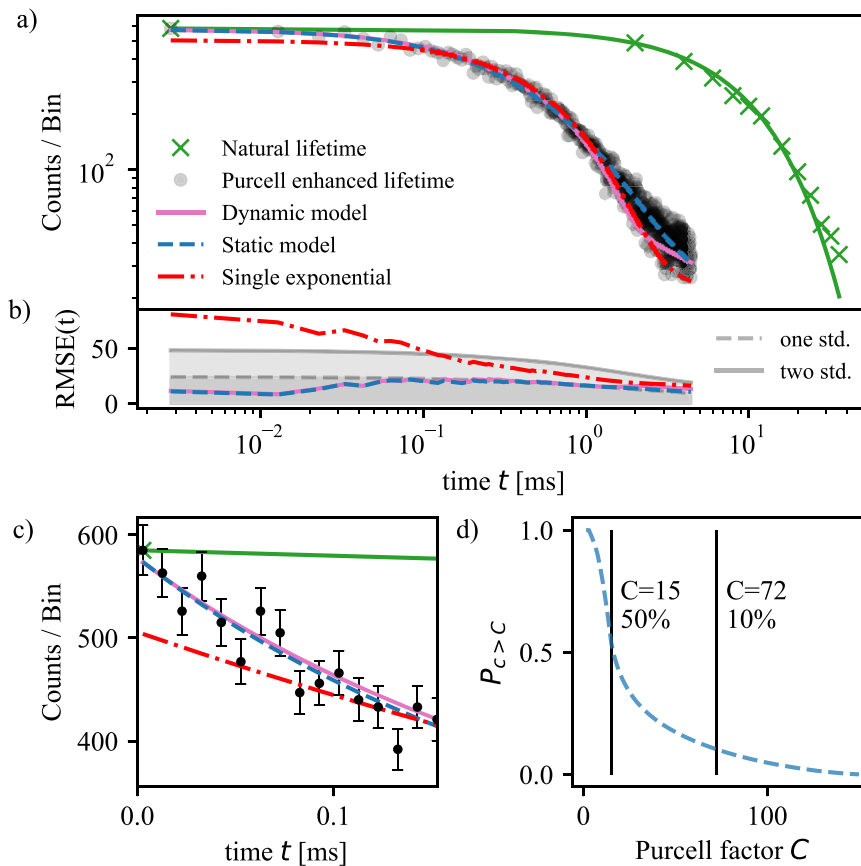 a)
Counts / Bin
10²
Natural lifetime
Purcell enhanced lifetime
Dynamic model
Static model
Single exponential
b)
RMSE(t)
50
0
one std.
two std.
10⁻² 10⁻¹ 10⁰ 10¹
time t [ms]
c)
Counts / Bin
600
500
400
0.0 0.1
time t [ms]
d)
P_{c > C}
1.0
0.5
0.0
C=15
50%
C=72
10%
0 100
Purcell factor C